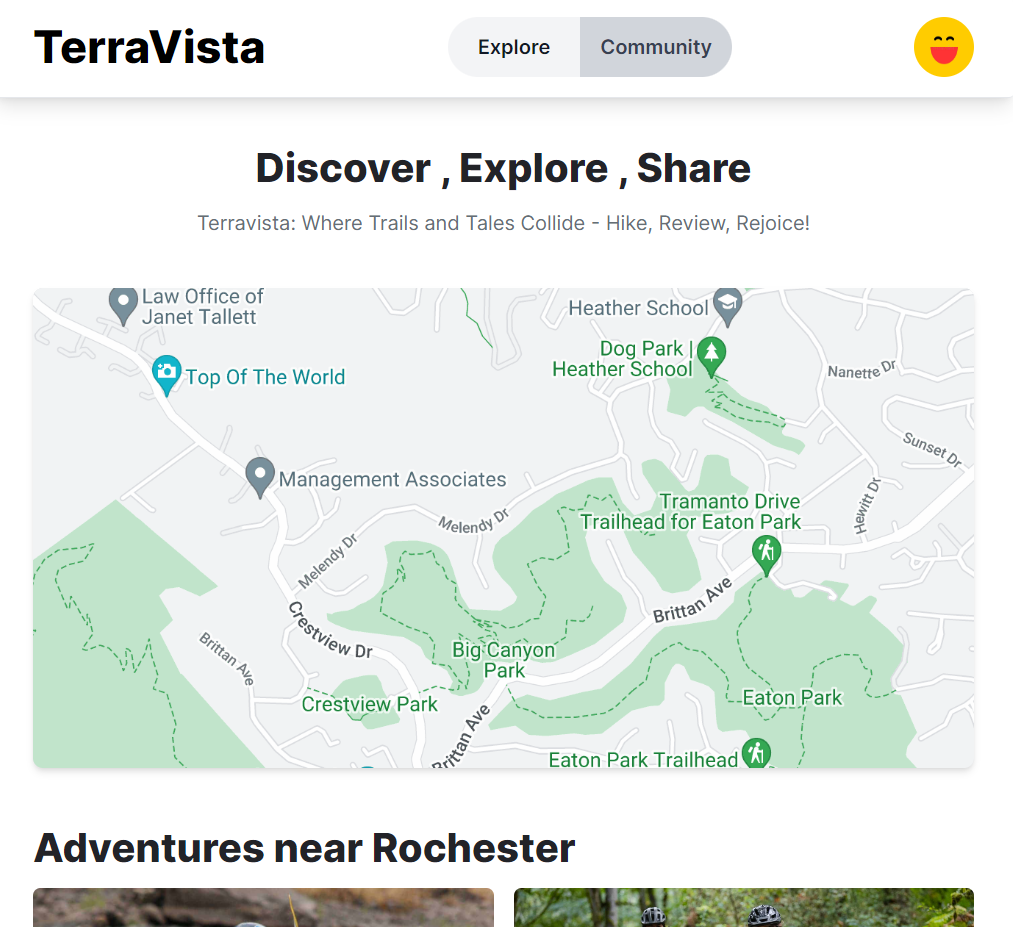 TerraVista
Explore
Community
Discover , Explore , Share
Terravista: Where Trails and Tales Collide - Hike, Review, Rejoice!
Law Office of
Janet Tallett
Heather School
Dog Park |
Heather School
Nanette Dr
Top Of The World
Sunset Dr
Management Associates
Hewitt Dr
Tramanto Drive
Trailhead for Eaton Park
Melendy Dr
Melendy Dr
Brittan Ave
Crestview Dr
Brittan Ave
Big Canyon
Park
Crestview Park
Eaton Park
Brittan Ave
Eaton Park Trailhead
Adventures near Rochester